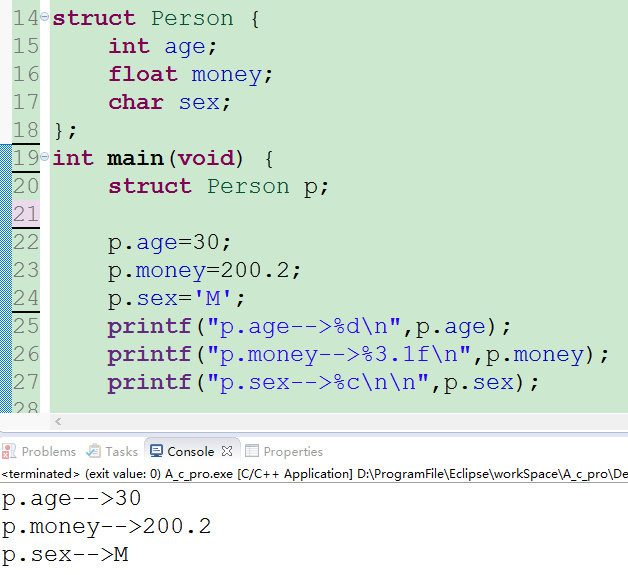 14 struct Person {
15     int age;
16     float money;
17     char sex;
18 };
19 int main(void) {
20     struct Person p;
21
22     p.age=30;
23     p.money=200.2;
24     p.sex='M';
25     printf("p.age-->%d\n",p.age);
26     printf("p.money-->%3.1f\n",p.money);
27     printf("p.sex-->%c\n\n",p.sex);
28
Problems Tasks Console Properties
<terminated> (exit value: 0) A_c_pro.exe [C/C++ Application] D:\ProgramFile\Eclipse\workSpace\A_c_pro\De
p.age-->30
p.money-->200.2
p.sex-->M